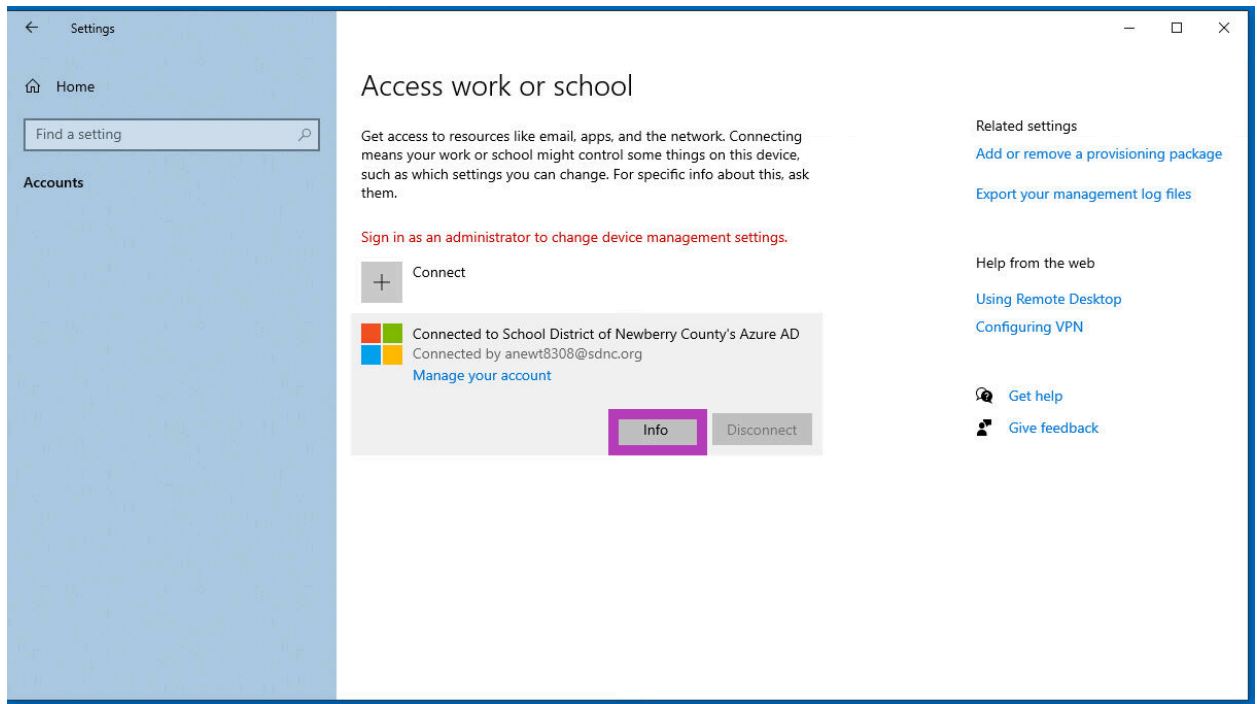 Settings
Home
Find a setting
Accounts
Access work or school
Get access to resources like email, apps, and the network. Connecting
means your work or school might control some things on this device,
such as which settings you can change. For specific info about this, ask
them.
Sign in as an administrator to change device management settings.
Connect
Connected to School District of Newberry County's Azure AD
Connected by anewt8308@sdnc.org
Manage your account
Info
Disconnect
Related settings
Add or remove a provisioning package
Export your management log files
Help from the web
Using Remote Desktop
Configuring VPN
Get help
Give feedback